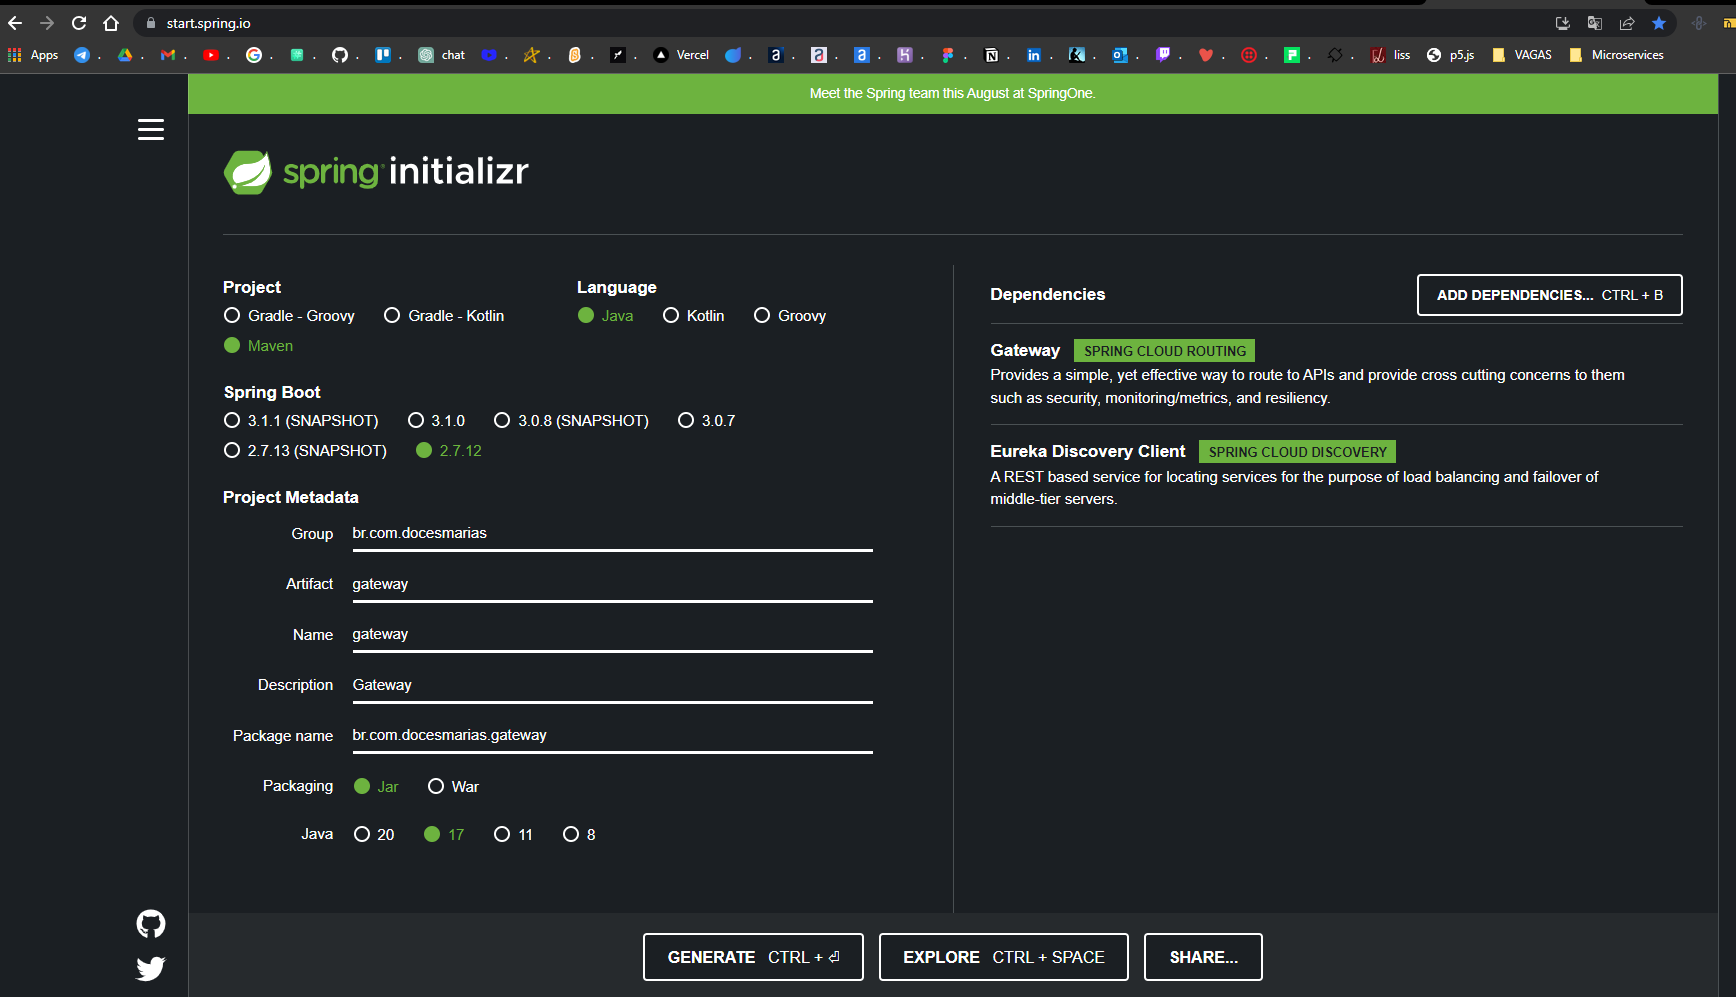 start.spring.io
Apps . . . . . . . . chat . . . . Vercel . . . . . . . . . . . . . . . liss p5.js VAGAS Microservices
Meet the Spring team this August at SpringOne.
spring initializr
Project
Gradle - Groovy Gradle - Kotlin
Maven
Language
Java Kotlin Groovy
Spring Boot
3.1.1 (SNAPSHOT) 3.1.0 3.0.8 (SNAPSHOT) 3.0.7
2.7.13 (SNAPSHOT) 2.7.12
Project Metadata
Group br.com.docesmarias
Artifact gateway
Name gateway
Description Gateway
Package name br.com.docesmarias.gateway
Packaging Jar War
Java 20 17 11 8
Dependencies ADD DEPENDENCIES... CTRL + B
Gateway SPRING CLOUD ROUTING
Provides a simple, yet effective way to route to APIs and provide cross cutting concerns to them
such as security, monitoring/metrics, and resiliency.
Eureka Discovery Client SPRING CLOUD DISCOVERY
A REST based service for locating services for the purpose of load balancing and failover of
middle-tier servers.
GENERATE CTRL + ⏎ EXPLORE CTRL + SPACE SHARE...